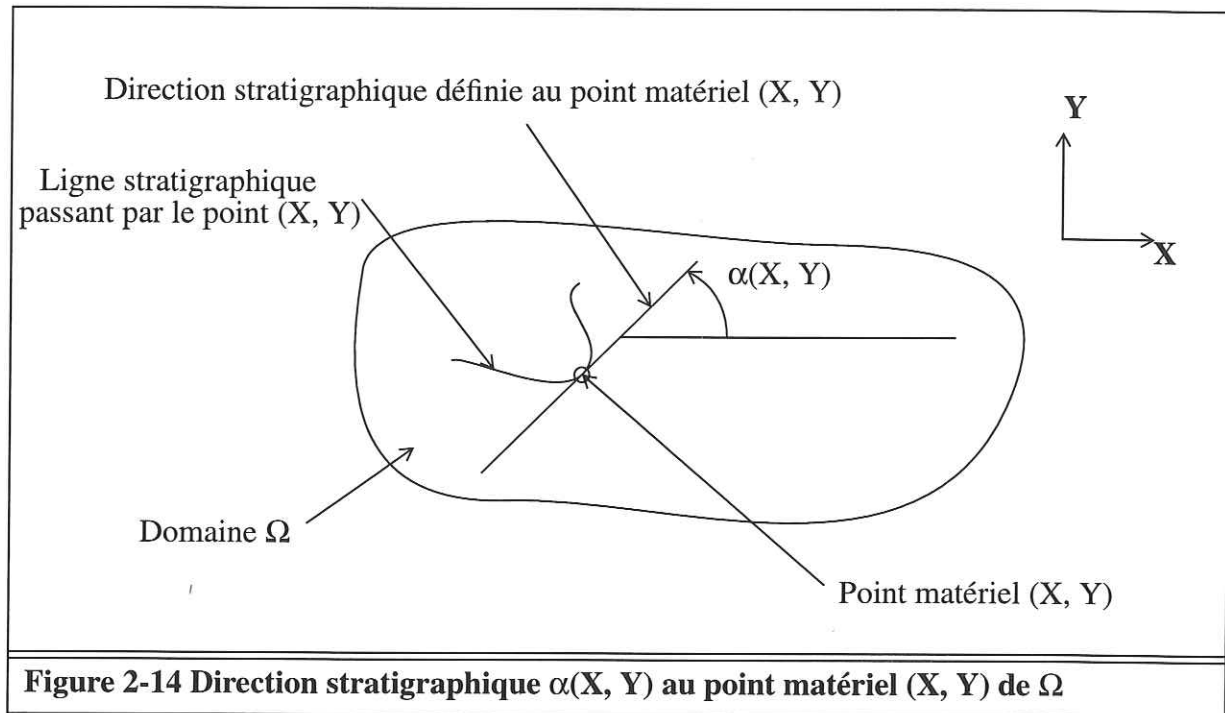 Direction stratigraphique définie au point matériel (X, Y)
Y
Ligne stratigraphique
passant par le point (X, Y)
X
α(X, Y)
Domaine Ω
Point matériel (X, Y)
Figure 2-14 Direction stratigraphique α(X, Y) au point matériel (X, Y) de Ω